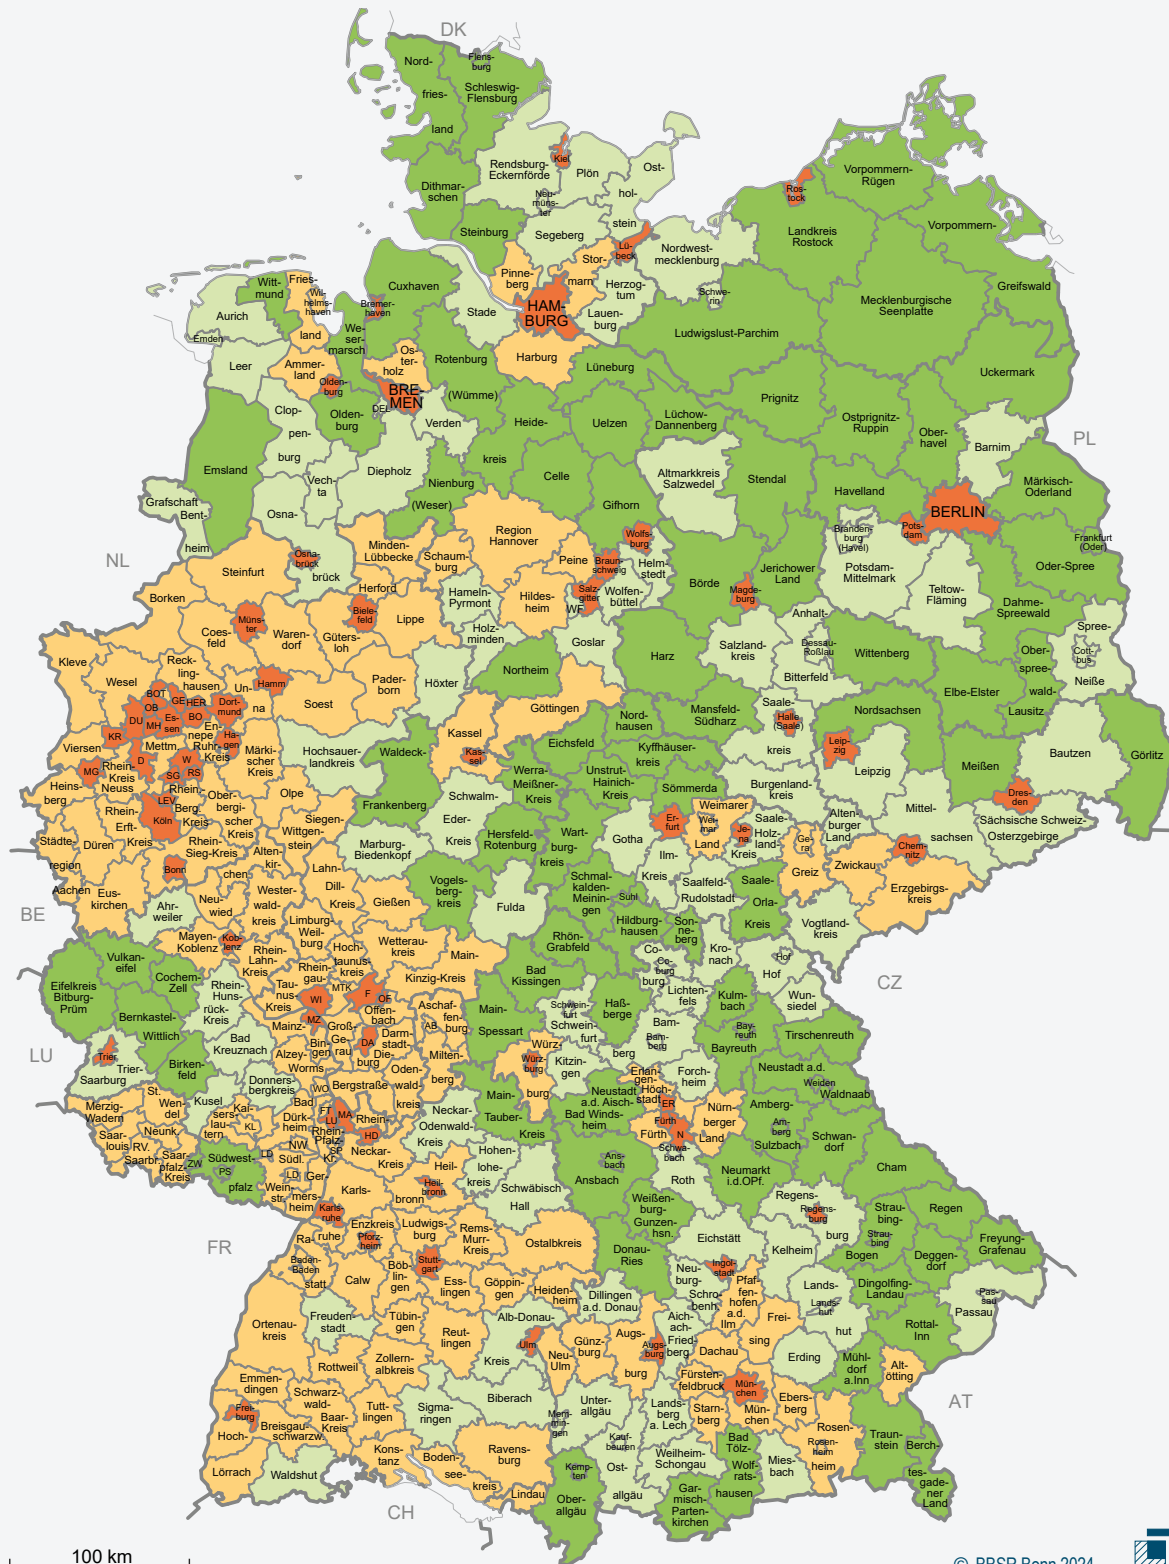 DK
Nord-
fries-
land
Flens-
burg
Schleswig-
Flensburg
Rendsburg-
Eckernförde
Kiel
Plön
Ost-
hol-
stein
Dithmar-
schen
Neu-
müns-
ter
Steinburg
Segeberg
Lü-
beck
Nordwest-
mecklenburg
Ros-
tock
Landkreis
Rostock
Vorpommern-
Rügen
Vorpommern-
Greifswald
Pinne-
berg
Stor-
marn
Herzog-
tum
Lauen-
burg
HAM-
BURG
Schwe-
rin
Ludwigslust-Parchim
Mecklenburgische
Seenplatte
Uckermark
Witt-
mund
Fries-
land
Wil-
helms-
haven
Aurich
Emden
Leer
Ammer-
land
We-
ser-
marsch
Bremer-
haven
Cuxhaven
Stade
Os-
ter-
holz
Rotenburg
(Wümme)
Harburg
Lüneburg
Olden-
burg
Olden-
burg
DEL
BRE-
MEN
Verden
Heide-
kreis
Uelzen
Lüchow-
Dannenberg
Prignitz
Ostprignitz-
Ruppin
Ober-
havel
Barnim
PL
Clop-
pen-
burg
Emsland
Vech-
ta
Diepholz
Nienburg
(Weser)
Celle
Gifhorn
Altmarkkreis
Salzwedel
Stendal
Havelland
BERLIN
Märkisch-
Oderland
Grafschaft
Bent-
heim
Osna-
brück
Osna-
brück
NL
Steinfurt
Minden-
Lübbecke
Schaum-
burg
Region
Hannover
Peine
Braun-
schweig
Wolfs-
burg
Helm-
stedt
Börde
Jerichower
Land
Branden-
burg
(Havel)
Pots-
dam
Potsdam-
Mittelmark
Teltow-
Fläming
Frankfurt
(Oder)
Oder-Spree
Dahme-
Spreewald
Borken
Herford
Biele-
feld
Lippe
Hameln-
Pyrmont
Hildes-
heim
Salz-
gitter
WF
Wolfen-
büttel
Magde-
burg
Coes-
feld
Müns-
ter
Waren-
dorf
Güters-
loh
Holz-
minden
Goslar
Harz
Salzland-
kreis
Anhalt-
Bitterfeld
Dessau-
Roßlau
Wittenberg
Spree-
Neiße
Cott-
bus
Ober-
spree-
wald-
Lausitz
Elbe-Elster
Kleve
Wesel
Reck-
ling-
hausen
BOT
OB
GE
HER
DU
MH
Es-
sen
BO
Dort-
mund
Un-
na
Hamm
Soest
Pader-
born
Höxter
Northeim
Göttingen
Kassel
Kas-
sel
Nord-
hausen
Mansfeld-
Südharz
Saale-
kreis
Halle
(Saale)
Nordsachsen
Leip-
zig
Leipzig
Meißen
Bautzen
Görlitz
KR
Viersen
MG
Mettm.
D
En-
nepe
Ruhr-
Kreis
Ha-
gen
Märki-
scher
Kreis
Hochsauer-
landkreis
Waldeck-
Frankenberg
Eichsfeld
Kyffhäuser-
kreis
Unstrut-
Hainich-
Kreis
Sömmerda
Burgenland-
kreis
Werra-
Meißner-
Kreis
Heins-
berg
Rhein-
Kreis
Neuss
SG
RS
W
LEV
Köln
Rhein.-
Berg.
Kreis
Ober-
bergi-
scher
Kreis
Olpe
Siegen-
Wittgen-
stein
Schwalm-
Eder-
Kreis
Hersfeld-
Rotenburg
Wart-
burg-
kreis
Gotha
Er-
furt
Weimarer
Land
Wei-
mar
Je-
na
Saale-
Holz-
land-
Kreis
Ge-
ra
Alten-
burger
Land
Mittel-
sachsen
Dres-
den
Sächsische Schweiz-
Osterzgebirge
Städte-
region
Aachen
Düren
Rhein-
Erft-
Kreis
Rhein-
Sieg-Kreis
Bonn
Eus-
kirchen
Alten-
kir-
chen
Marburg-
Biedenkopf
Lahn-
Dill-
Kreis
Gießen
Vogels-
berg-
kreis
Fulda
Schmal-
kalden-
Meinin-
gen
Suhl
Ilm-
Kreis
Saalfeld-
Rudolstadt
Saale-
Orla-
Kreis
Greiz
Zwickau
Chem-
nitz
Erzgebirgs-
kreis
Vogtland-
kreis
BE
Ahr-
weiler
Neu-
wied
Wester-
wald-
kreis
Limburg-
Weil-
burg
Hoch-
taunus-
kreis
Wetterau-
kreis
Main-
Kinzig-Kreis
Rhön-
Grabfeld
Bad
Kissingen
Hildburg-
hausen
Son-
ne-
berg
Co-
burg
Co-
burg
Kro-
nach
Hof
Hof
CZ
Vulkan-
eifel
Eifelkreis
Bitburg-
Prüm
Mayen-
Koblenz
Kob-
lenz
Cochem-
Zell
Rhein-
Lahn-
Kreis
Rhein-
Huns-
rück-
Kreis
Bernkastel-
Wittlich
Rhein-
gau-
Tau-
nus-
Kreis
WI
MTK
F
OF
Offen-
bach
MZ
Mainz-
Bin-
gen
Groß-
Ge-
rau
DA
Darm-
stadt-
Die-
burg
Aschaf-
fen-
burg
AB
Main-
Spessart
Schwein-
furt
Schwein-
furt
Haß-
berge
Lichten-
fels
Kulm-
bach
Wun-
siedel
Bay-
reuth
Bayreuth
Tirschenreuth
LU
Trier
Trier-
Saarburg
Birken-
feld
Bad
Kreuznach
Alzey-
Worms
WO
Bergstraße
Oden-
wald-
kreis
Milten-
berg
Würz-
burg
Würz-
burg
Kitzin-
gen
Bam-
berg
Bam-
berg
Forch-
heim
Neustadt a.d.
Waldnaab
Weiden
Merzig-
Wadern
St.
Wen-
del
Kusel
Donners-
bergkreis
Kai-
sers-
lau-
tern
KL
Bad
Dürk-
heim
FT
LU
MA
Rhein-
Pfalz-
Kr.
SP
HD
Rhein-
Neckar-
Kreis
Neckar-
Odenwald-
Kreis
Main-
Tauber-
Kreis
Neustadt
a.d. Aisch-
Bad Winds-
heim
Erlan-
gen-
Höch-
stadt
ER
Fürth
Fürth
N
Nürn-
berger
Land
Schwa-
bach
Roth
Amberg-
Sulzbach
Am-
berg
Schwan-
dorf
Saar-
louis
RV.
Saarbr.
Neunk.
Saar-
pfalz-
Kreis
ZW
Südwest-
pfalz
PS
LD
NW
Südl.
Wein-
str.
LD
Ger-
mers-
heim
Karls-
ruhe
Karls-
ruhe
Heil-
bronn
Heil-
bronn
Hohen-
lohe-
kreis
Schwäbisch
Hall
Ans-
bach
Ansbach
Neumarkt
i.d.OPf.
Cham
Weißen-
burg-
Gunzen-
hsn.
Regens-
burg
Regens-
burg
Strau-
bing-
Bogen
Strau-
bing
Regen
Freyung-
Grafenau
Deggen-
dorf
FR
Ra-
statt
Baden-
Baden
Enzkreis
Pforz-
heim
Calw
Ludwigs-
burg
Stutt-
gart
Böb-
lin-
gen
Rems-
Murr-
Kreis
Ess-
lingen
Göppin-
gen
Ostalbkreis
Heiden-
heim
Donau-
Ries
Eichstätt
Kelheim
Ingol-
stadt
Neu-
burg-
Schro-
benh.
Pfaf-
fen-
hofen
a.d.
Ilm
Lands-
hut
Lands-
hut
Dingolfing-
Landau
Pas-
sau
Passau
Rottal-
Inn
Ortenau-
kreis
Freuden-
stadt
Tübin-
gen
Reut-
lingen
Alb-Donau-
Kreis
Ulm
Neu-
Ulm
Dillingen
a.d. Donau
Günz-
burg
Augs-
burg
Augs-
burg
Aich-
ach-
Fried-
berg
Dachau
Frei-
sing
Erding
Mühl-
dorf
a.Inn
Alt-
ötting
Rottweil
Zollern-
albkreis
Emmen-
dingen
Schwarz-
wald-
Baar-
Kreis
Tutt-
lingen
Sigma-
ringen
Biberach
Unter-
allgäu
Mem-
min-
gen
Fürsten-
feldbruck
Mün-
chen
Mün-
chen
Ebers-
berg
Starn-
berg
Lands-
berg
a. Lech
AT
Frei-
burg
Breisgau-
Hoch-
schwarzw.
Lörrach
Waldshut
Kons-
tanz
Boden-
see-
kreis
Ravens-
burg
Lindau
Kauf-
beuren
Ost-
allgäu
Kemp-
ten
Ober-
allgäu
Weilheim-
Schongau
Gar-
misch-
Parten-
kirchen
Bad
Tölz-
Wolf-
rats-
hausen
Mies-
bach
Rosen-
heim
Rosen-
heim
Traun-
stein
Berch-
tes-
gade-
ner
Land
CH
100 km
© BBSR Bonn 2024